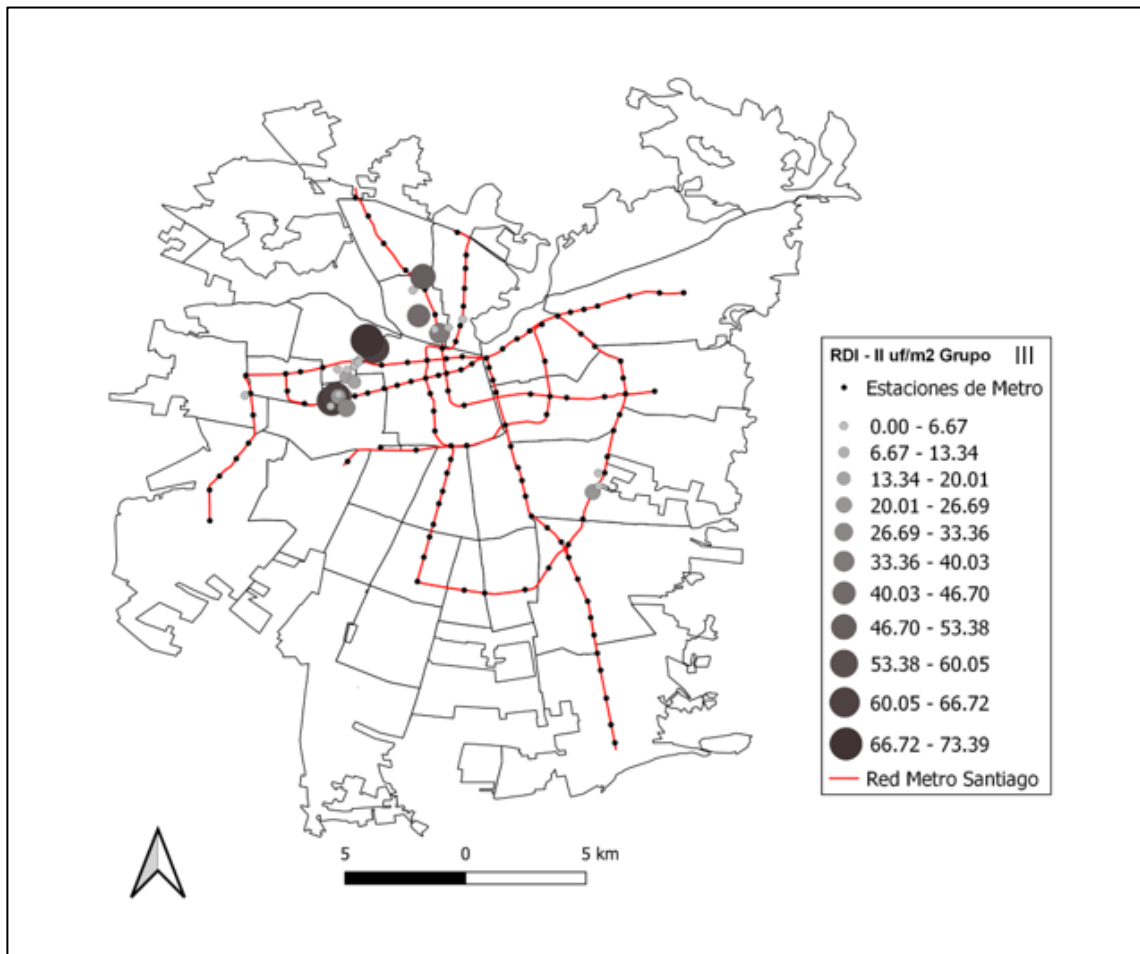 RDI - II uf/m2 Grupo III
Estaciones de Metro
0.00 - 6.67
6.67 - 13.34
13.34 - 20.01
20.01 - 26.69
26.69 - 33.36
33.36 - 40.03
40.03 - 46.70
46.70 - 53.38
53.38 - 60.05
60.05 - 66.72
66.72 - 73.39
Red Metro Santiago
5 0 5 km